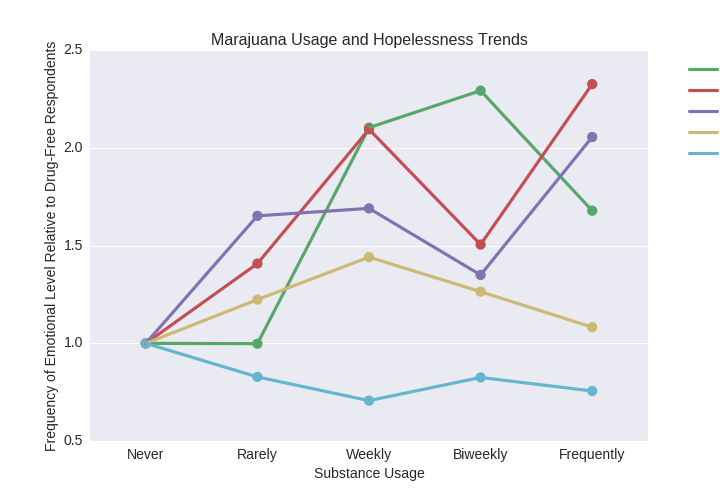 Marajuana Usage and Hopelessness Trends
Frequency of Emotional Level Relative to Drug-Free Respondents
2.5
2.0
1.5
1.0
0.5
Never Rarely Weekly Biweekly Frequently
Substance Usage